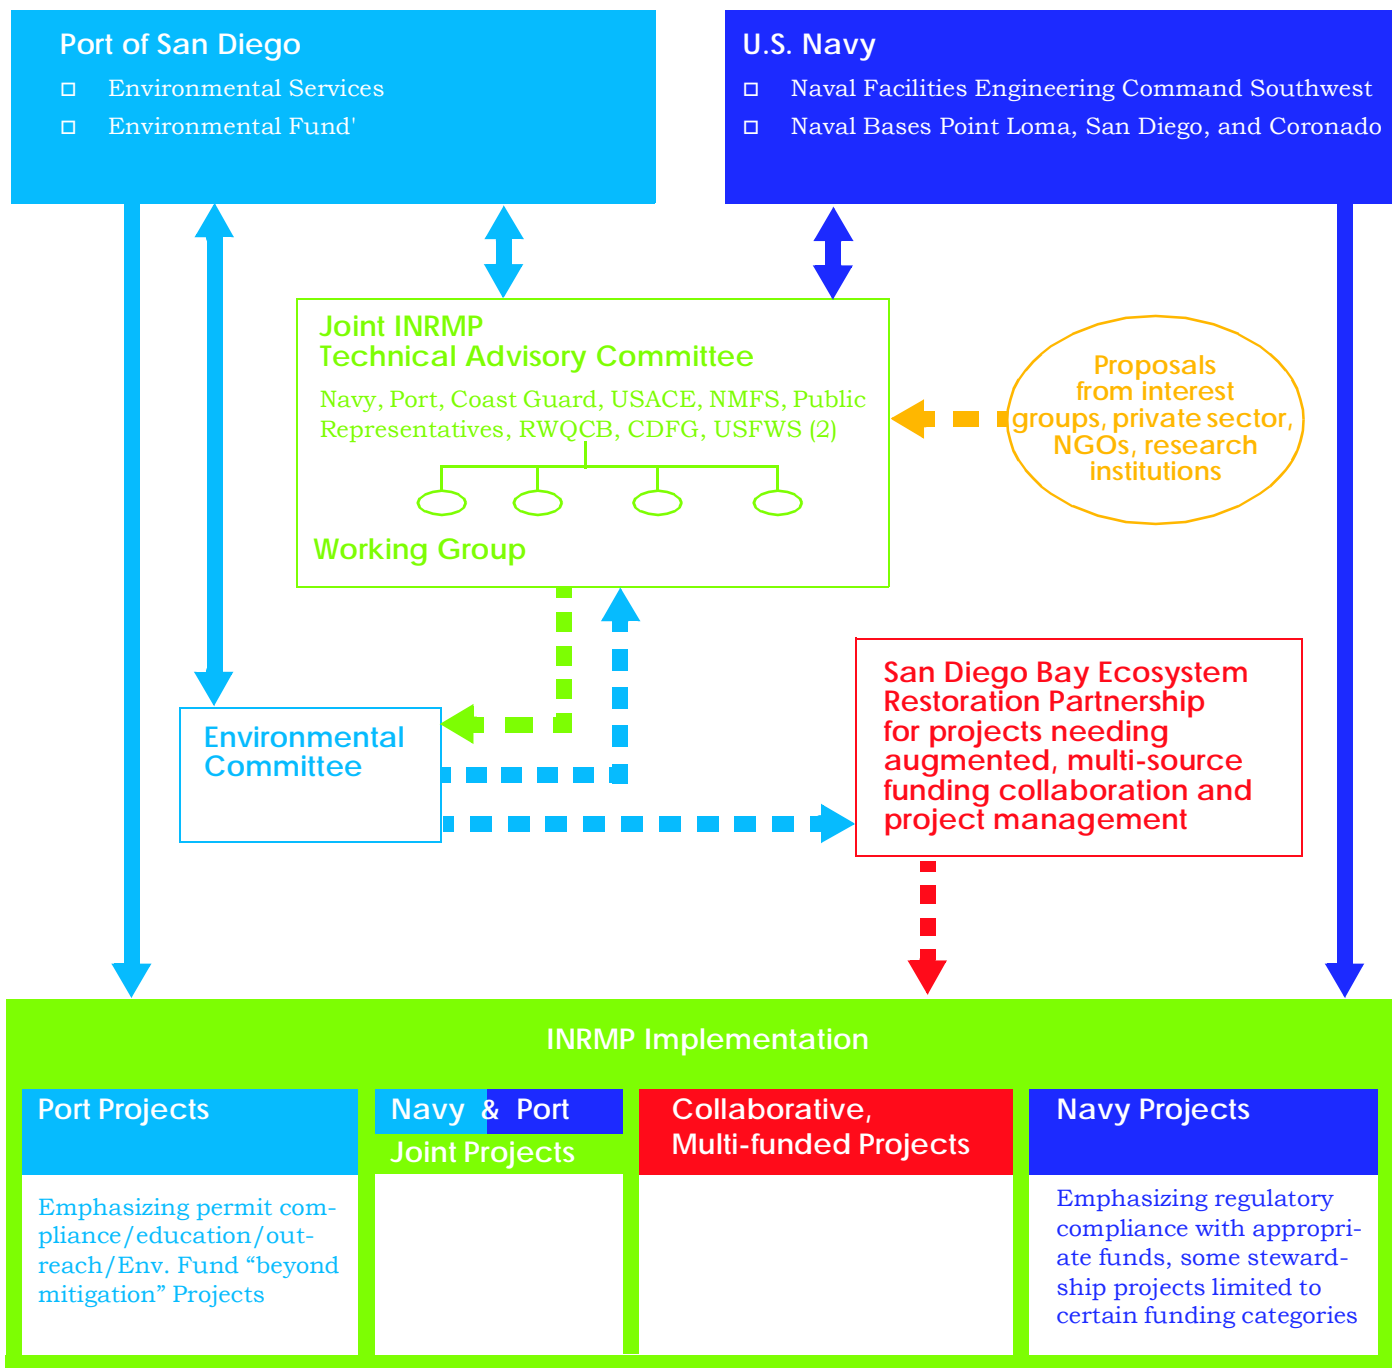 Port of San Diego
Environmental Services
Environmental Fund'
U.S. Navy
Naval Facilities Engineering Command Southwest
Naval Bases Point Loma, San Diego, and Coronado
Joint INRMP
Technical Advisory Committee
Navy, Port, Coast Guard, USACE, NMFS, Public
Representatives, RWQCB, CDFG, USFWS (2)
Working Group
Proposals
from interest
groups, private sector,
NGOs, research
institutions
Environmental
Committee
San Diego Bay Ecosystem
Restoration Partnership
for projects needing
augmented, multi-source
funding collaboration and
project management
INRMP Implementation
Port Projects
Emphasizing permit com-
pliance/education/out-
reach/Env. Fund “beyond
mitigation” Projects
Navy & Port
Joint Projects
Collaborative,
Multi-funded Projects
Navy Projects
Emphasizing regulatory
compliance with appropri-
ate funds, some steward-
ship projects limited to
certain funding categories